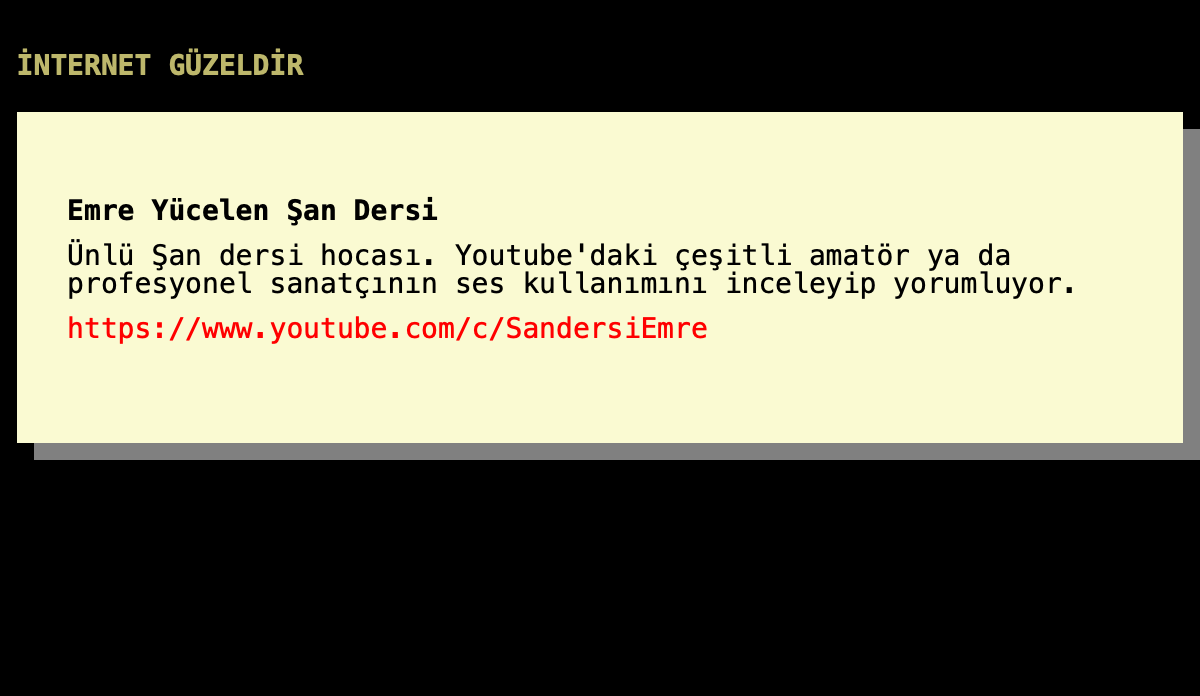 İNTERNET GÜZELDİR
Emre Yücelen Şan Dersi
Ünlü Şan dersi hocası. Youtube'daki çeşitli amatör ya da
profesyonel sanatçının ses kullanımını inceleyip yorumluyor.
https://www.youtube.com/c/SandersiEmre